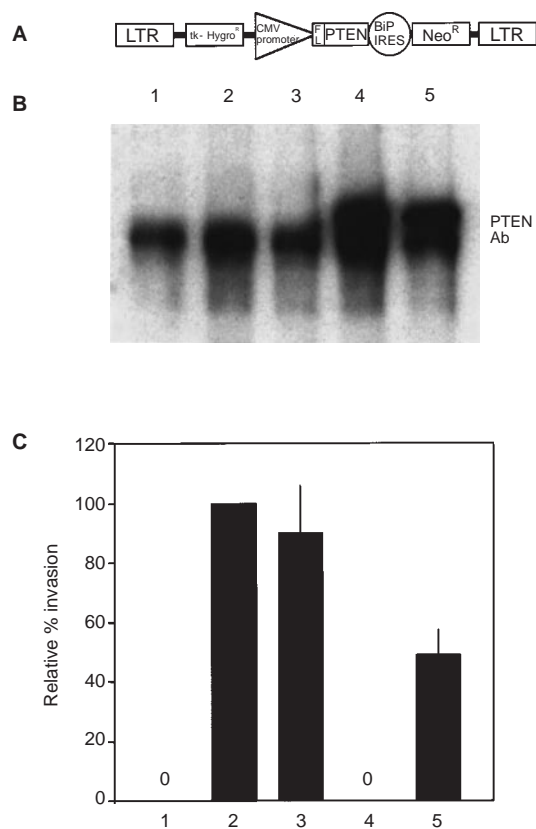 A
LTR tk- Hygro^R CMV promoter FL PTEN BiP IRES Neo^R LTR
1 2 3 4 5
B
PTEN
Ab
C
120
100
80
60
40
20
0
Relative % invasion
0 0
1 2 3 4 5